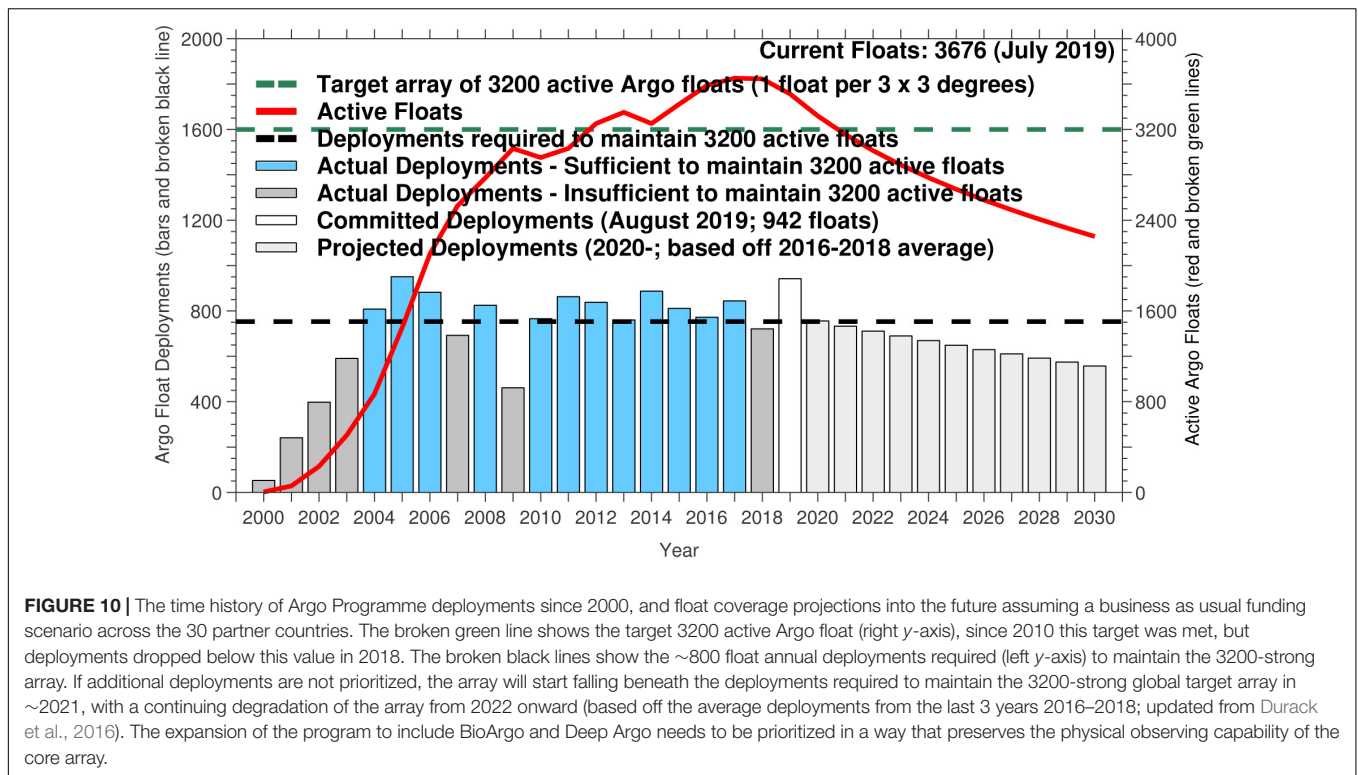 Current Floats: 3676 (July 2019)
Target array of 3200 active Argo floats (1 float per 3 x 3 degrees)
Active Floats
Deployments required to maintain 3200 active floats
Actual Deployments - Sufficient to maintain 3200 active floats
Actual Deployments - Insufficient to maintain 3200 active floats
Committed Deployments (August 2019; 942 floats)
Projected Deployments (2020-; based off 2016-2018 average)
Argo Float Deployments (bars and broken black line)
2000
1600
1200
800
400
0
4000
3200
2400
1600
800
0
Active Argo Floats (red and broken green lines)
2000 2002 2004 2006 2008 2010 2012 2014 2016 2018 2020 2022 2024 2026 2028 2030
Year
FIGURE 10 | The time history of Argo Programme deployments since 2000, and float coverage projections into the future assuming a business as usual funding
scenario across the 30 partner countries. The broken green line shows the target 3200 active Argo float (right y-axis), since 2010 this target was met, but
deployments dropped below this value in 2018. The broken black lines show the ~800 float annual deployments required (left y-axis) to maintain the 3200-strong
array. If additional deployments are not prioritized, the array will start falling beneath the deployments required to maintain the 3200-strong global target array in
~2021, with a continuing degradation of the array from 2022 onward (based off the average deployments from the last 3 years 2016–2018; updated from Durack
et al., 2016). The expansion of the program to include BioArgo and Deep Argo needs to be prioritized in a way that preserves the physical observing capability of the
core array.